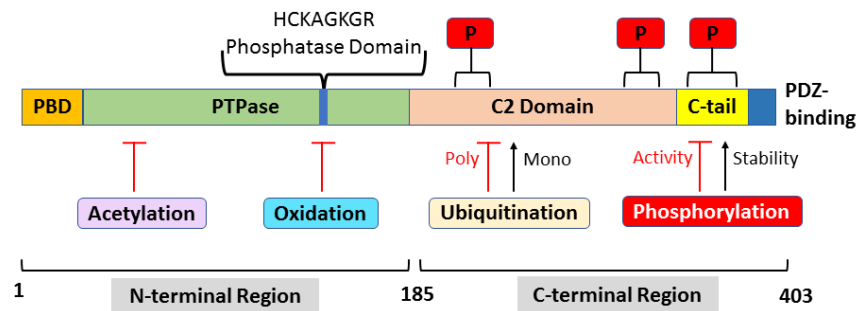 HCKAGKGR
Phosphatase Domain
P
P
P
PBD
PTPase
C2 Domain
C-tail
PDZ-
binding
Poly
Mono
Activity
Stability
Acetylation
Oxidation
Ubiquitination
Phosphorylation
1
N-terminal Region
185
C-terminal Region
403